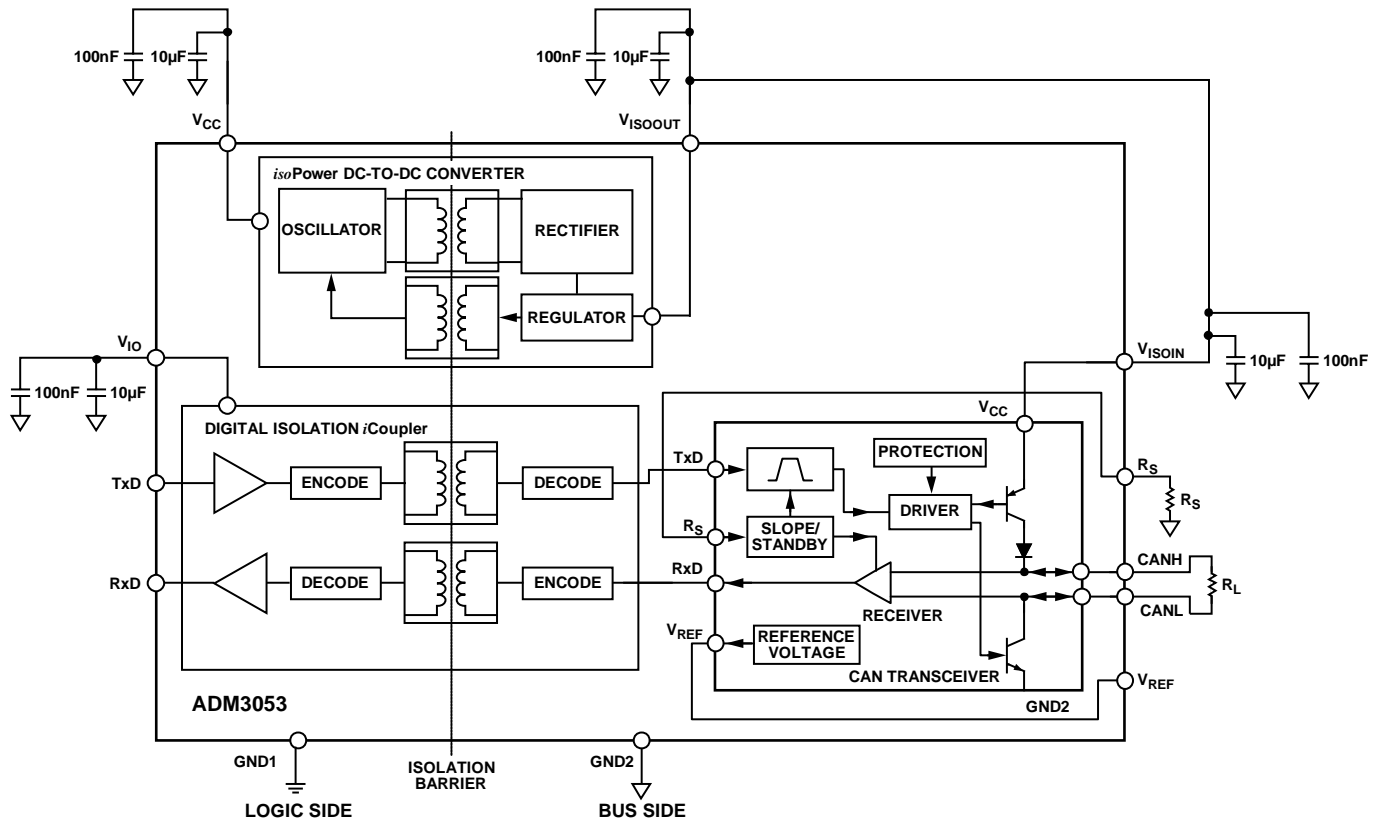 100nF 10µF
100nF 10µF
VCC
VISOOUT
isoPower DC-TO-DC CONVERTER
OSCILLATOR
RECTIFIER
REGULATOR
VIO
100nF 10µF
VISOIN
10µF 100nF
DIGITAL ISOLATION iCoupler
VCC
TxD
ENCODE
DECODE
TxD
PROTECTION
DRIVER
RS
RS
RS
SLOPE/
STANDBY
RxD
DECODE
ENCODE
RxD
RECEIVER
CANH
RL
CANL
VREF
REFERENCE
VOLTAGE
CAN TRANSCEIVER
VREF
GND2
ADM3053
GND1
ISOLATION
BARRIER
GND2
LOGIC SIDE
BUS SIDE